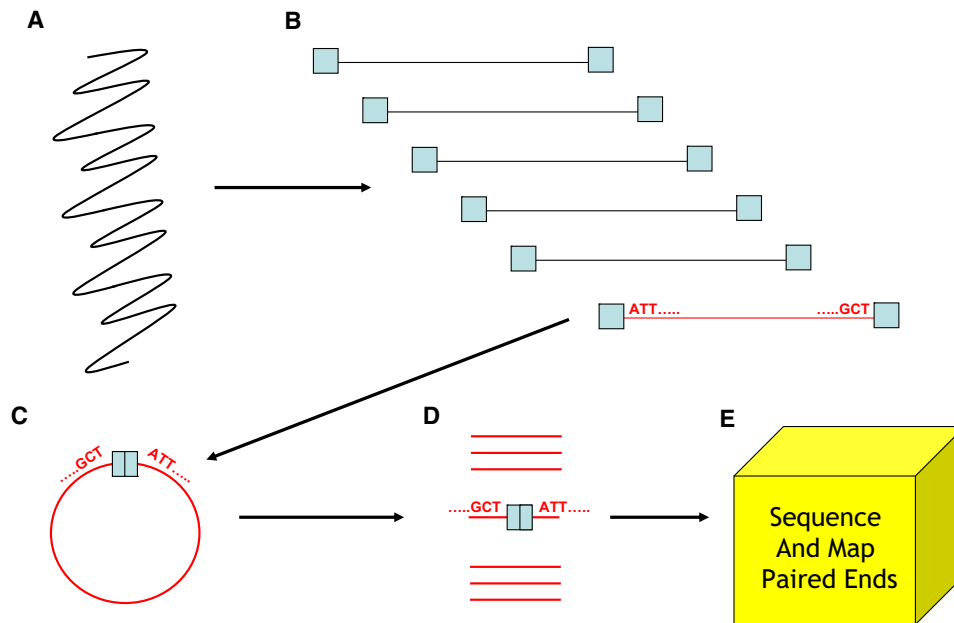 A
B
ATT.....
.....GCT
C
D
E
.....GCT
ATT.....
.....GCT
ATT.....
Sequence
And Map
Paired Ends